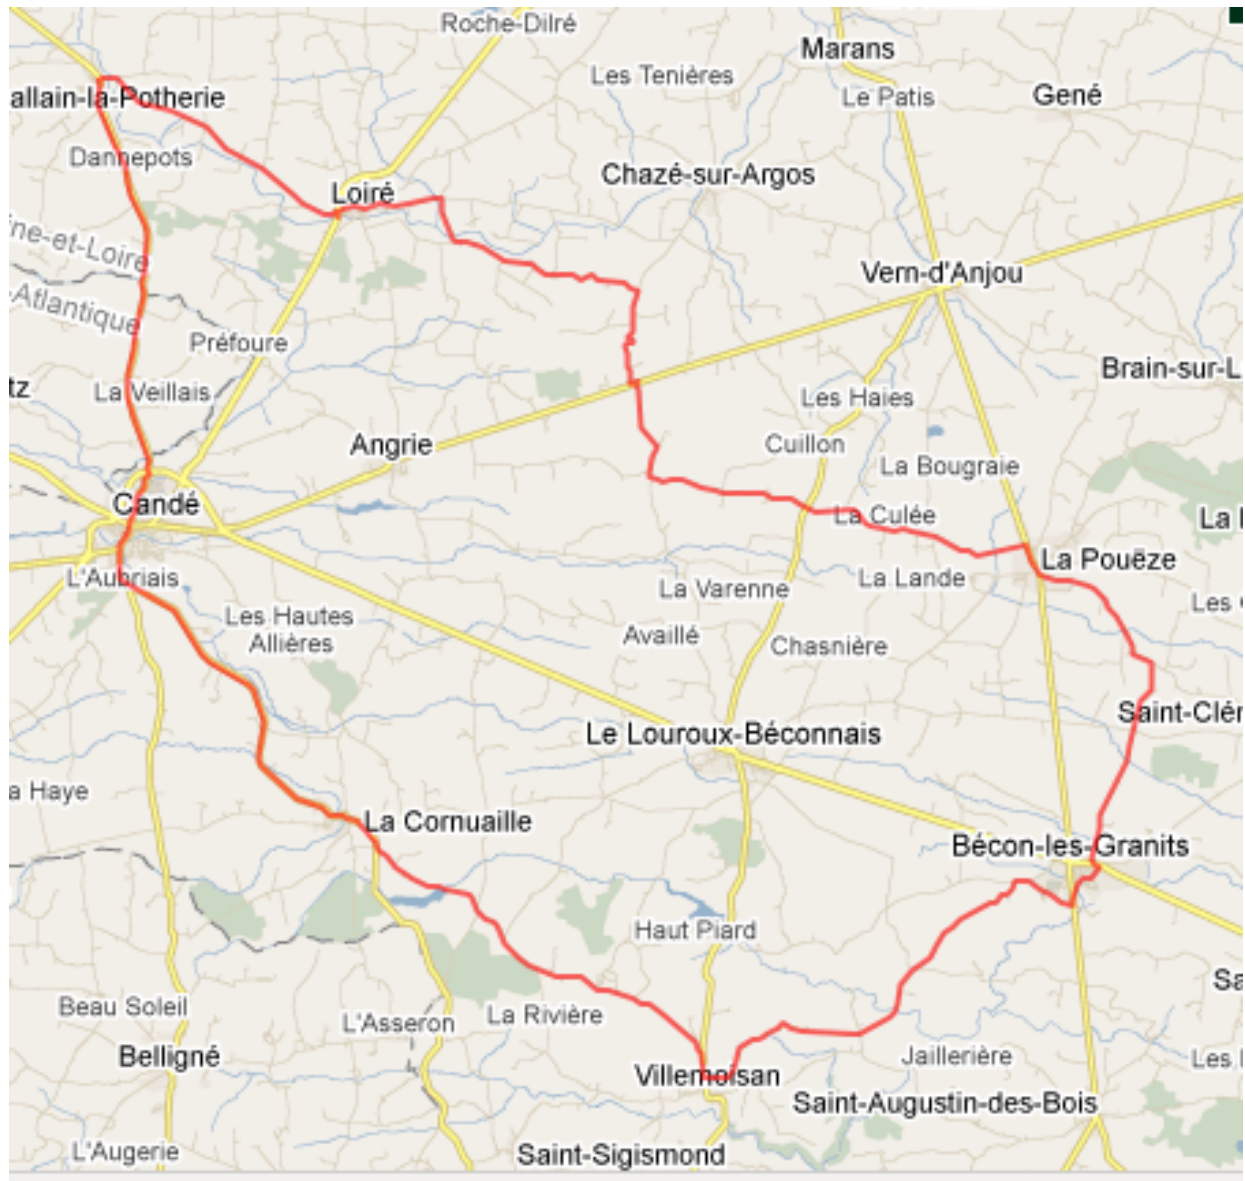 Roche-Dilré
Marans
Les Tenières
Le Patis
Gené
allain-la-Potherie
Dannepots
Chazé-sur-Argos
Loiré
ine-et-Loire
Vern-d'Anjou
-Atlantique
Préfoure
Brain-sur-L
tz
La Veillais
Les Haies
Angrie
Cuillon
La Bougraie
Candé
La Culée
La
La Pouëze
L'Aubriais
La Lande
La Varenne
Les
Les Hautes
Allières
Availlé
Chasnière
Saint-Clér
Le Louroux-Béconnais
a Haye
La Cornuaille
Bécon-les-Granits
Haut Piard
Sa
Beau Soleil
La Rivière
L'Asseron
Belligné
Jaillerière
Les
Villemoisan
Saint-Augustin-des-Bois
L'Augerie
Saint-Sigismond